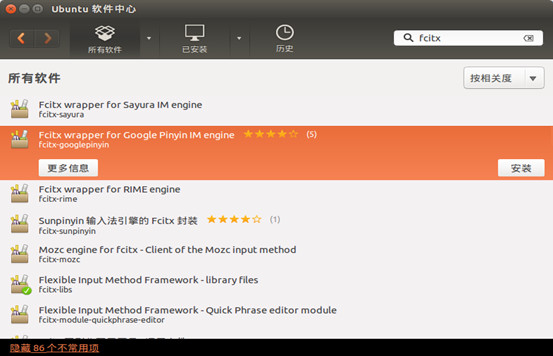 Ubuntu 软件中心
所有软件
已安装
历史
fcitx
所有软件
按相关度
Fcitx wrapper for Sayura IM engine
fcitx-sayura
Fcitx wrapper for Google Pinyin IM engine (5)
fcitx-googlepinyin
更多信息
安装
Fcitx wrapper for RIME engine
fcitx-rime
Sunpinyin 输入法引擎的 Fcitx 封装 (1)
fcitx-sunpinyin
Mozc engine for fcitx - Client of the Mozc input method
fcitx-mozc
Flexible Input Method Framework - library files
fcitx-libs
Flexible Input Method Framework - Quick Phrase editor module
fcitx-module-quickphrase-editor
隐藏 86 个不常用项